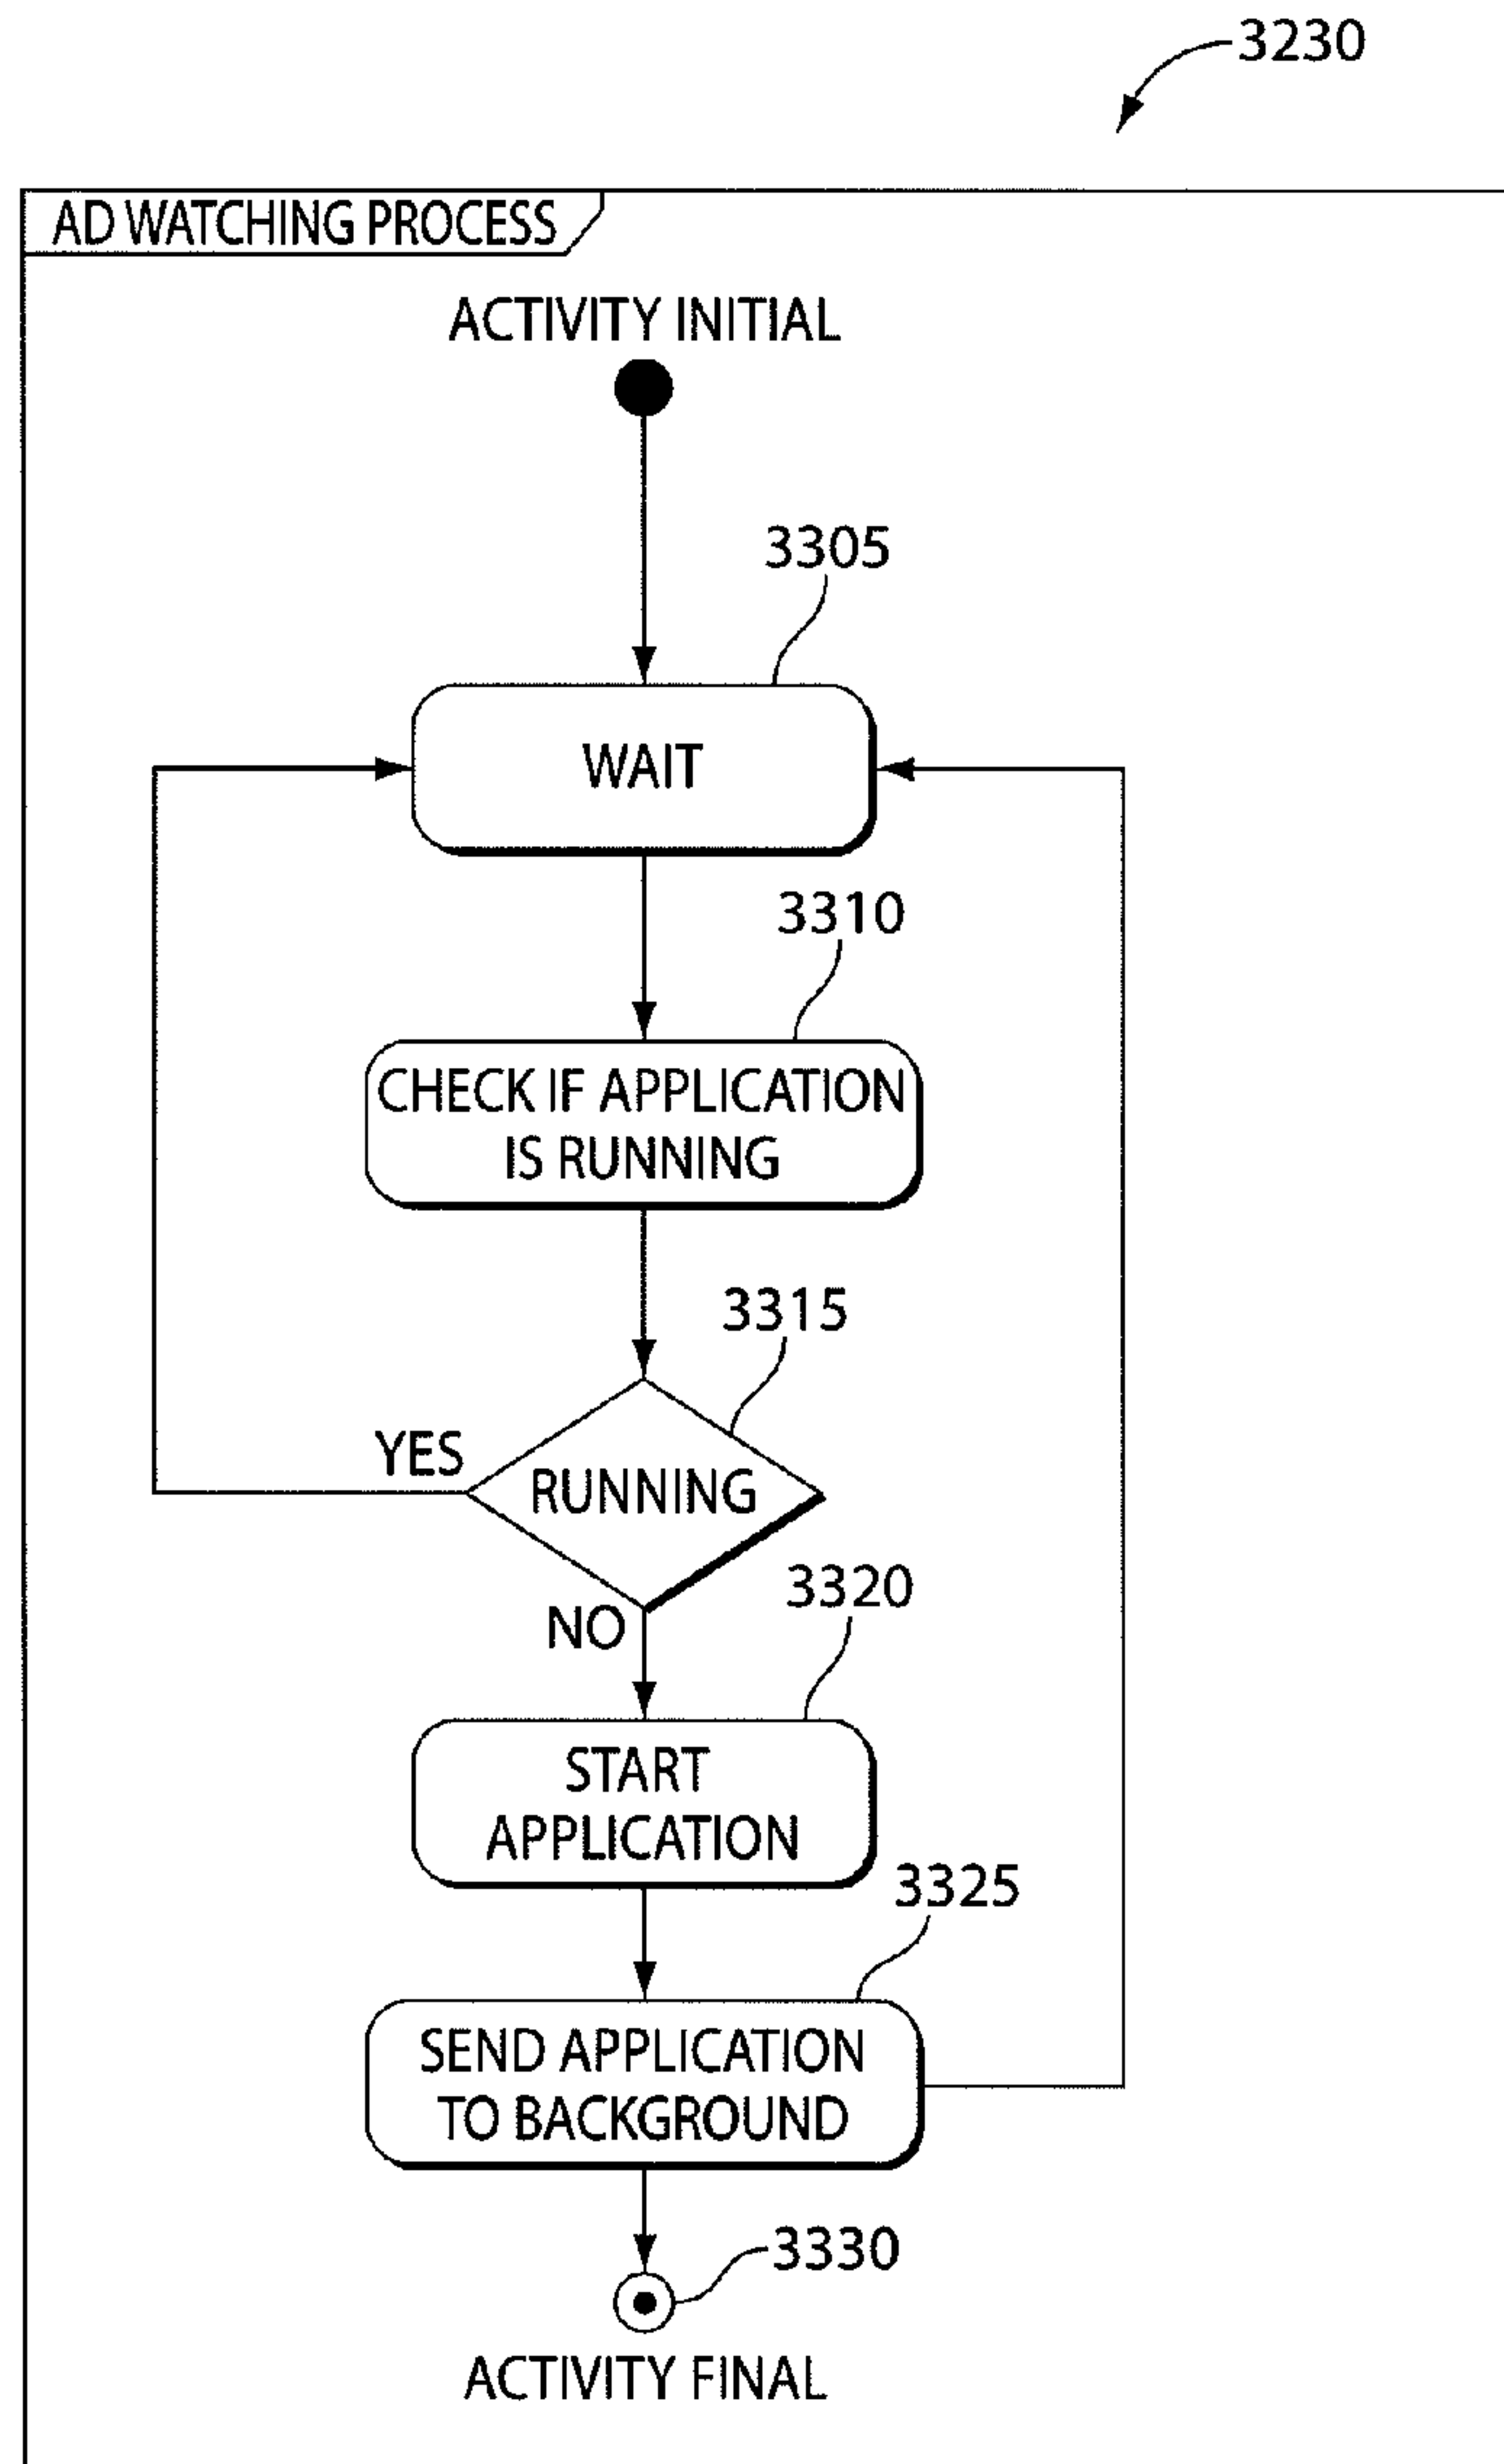 3230
AD WATCHING PROCESS
ACTIVITY INITIAL
3305
WAIT
3310
CHECK IF APPLICATION
IS RUNNING
3315
YES
RUNNING
NO
3320
START
APPLICATION
3325
SEND APPLICATION
TO BACKGROUND
3330
ACTIVITY FINAL